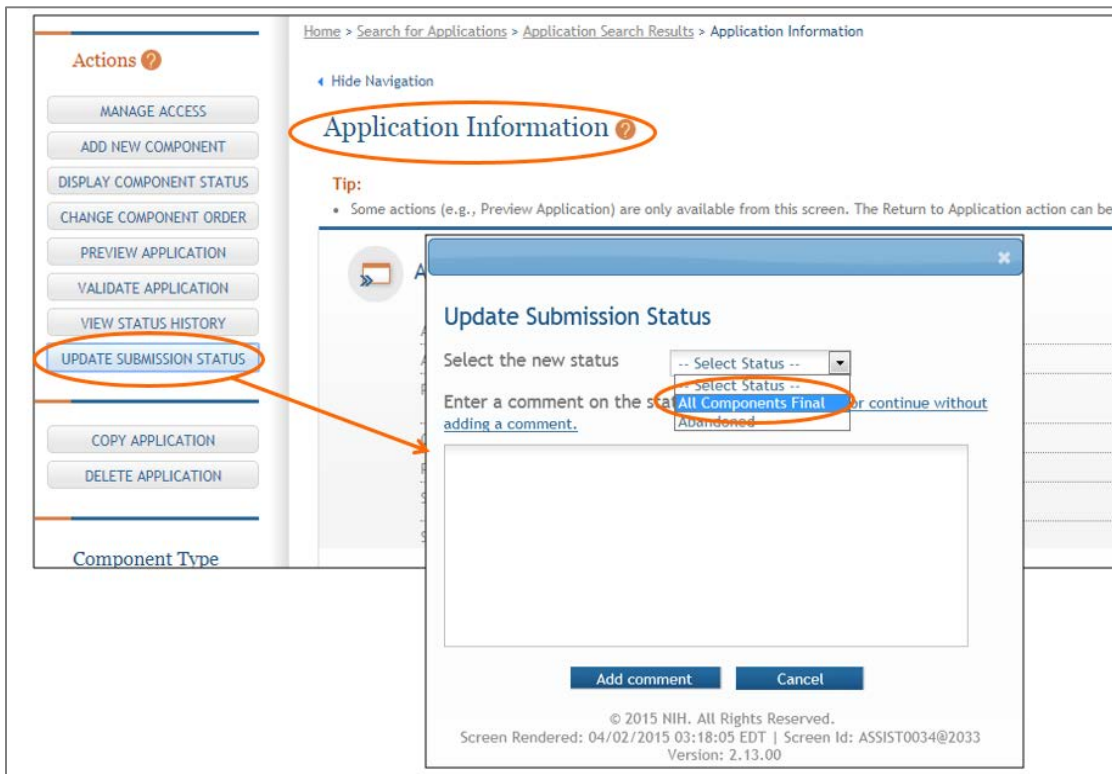 Home > Search for Applications > Application Search Results > Application Information
Actions
Hide Navigation
MANAGE ACCESS
ADD NEW COMPONENT
DISPLAY COMPONENT STATUS
CHANGE COMPONENT ORDER
PREVIEW APPLICATION
VALIDATE APPLICATION
VIEW STATUS HISTORY
UPDATE SUBMISSION STATUS
COPY APPLICATION
DELETE APPLICATION
Component Type
Application Information
Tip:
• Some actions (e.g., Preview Application) are only available from this screen. The Return to Application action can be
Update Submission Status
Select the new status
-- Select Status --
-- Select Status --
All Components Final
Abandoned
Enter a comment on the or continue without
adding a comment.
Add comment Cancel
© 2015 NIH. All Rights Reserved.
Screen Rendered: 04/02/2015 03:18:05 EDT | Screen Id: ASSIST0034@2033
Version: 2.13.00